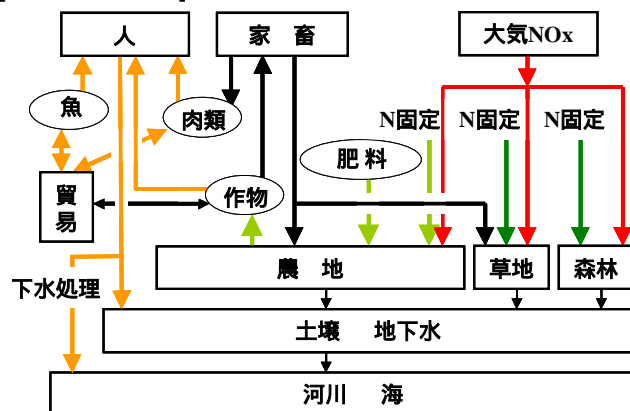 人
家 畜
大気NOx
魚
肉類
N固定
N固定
N固定
肥料
貿
易
作物
農 地
草地
森林
下水処理
土壌 地下水
河川 海